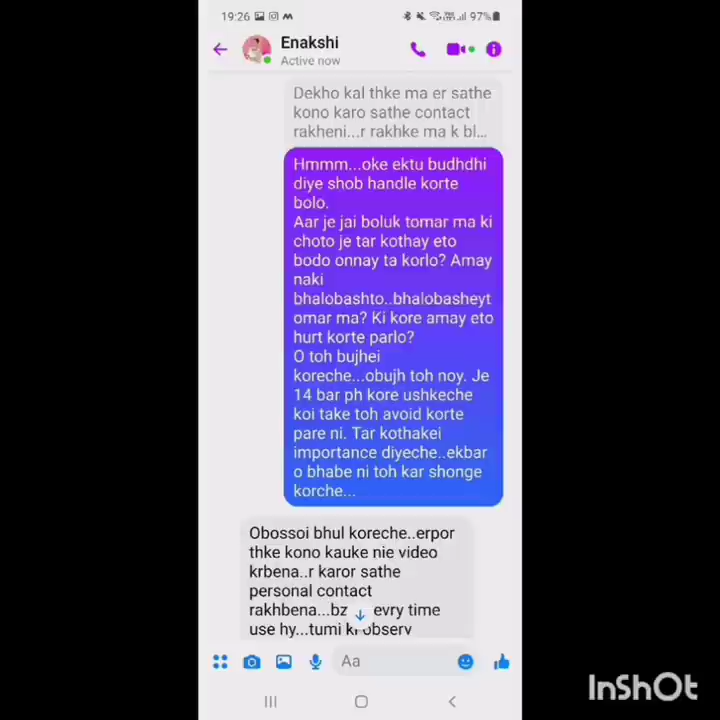 19:26
97%
Enakshi
Active now
Dekho kal thke ma er sathe
kono karo sathe contact
rakheni...r rakhke ma k bl...
Hmmm...oke ektu budhdhi
diye shob handle korte
bolo.
Aar je jai boluk tomar ma ki
choto je tar kothay eto
bodo onnay ta korlo? Amay
naki
bhalobashto..bhalobasheyt
omar ma? Ki kore amay eto
hurt korte parlo?
O toh bujhei
koreche...obujh toh noy. Je
14 bar ph kore ushkeche
koi take toh avoid korte
pare ni. Tar kothakei
importance diyeche..ekbar
o bhabe ni toh kar shonge
korche...
Obossoi bhul koreche..erpor
thke kono kauke nie video
krbena..r karor sathe
personal contact
rakhbena...bz evry time
use hy...tumi ki observ
Aa
InShOt